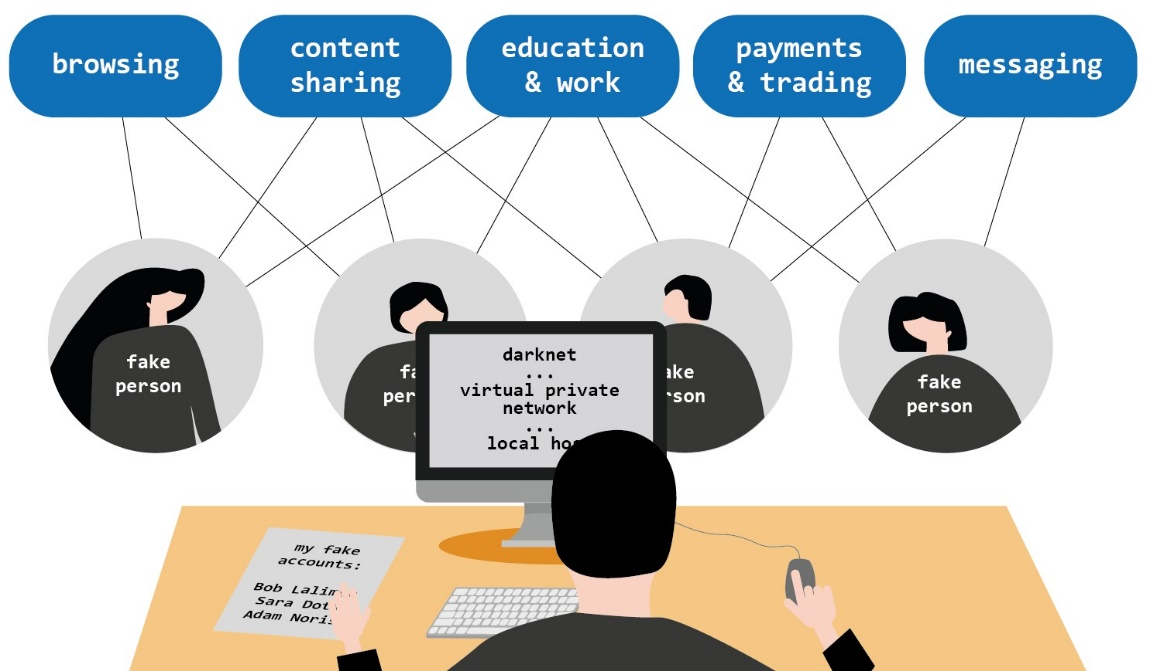 browsing
content
sharing
education
& work
payments
& trading
messaging
fake
person
fake
person
darknet
...
virtual private
network
...
local
my fake
accounts:
Bob
Sara
Adam